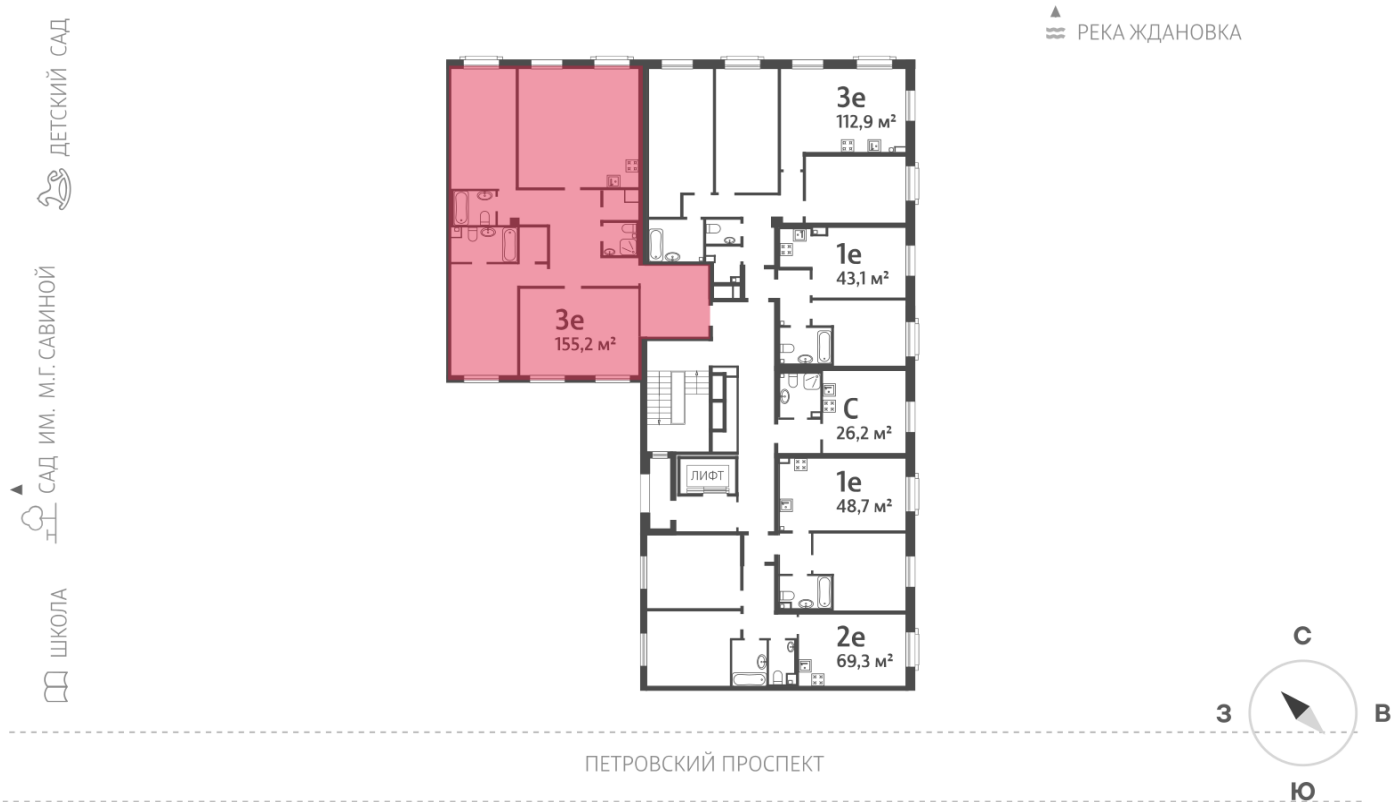 РЕКА ЖДАНОВКА
ДЕТСКИЙ САД
САД ИМ. М.Г. САВИНОЙ
ШКОЛА
3е
112,9 м²
1е
43,1 м²
3е
155,2 м²
С
26,2 м²
ЛИФТ
1е
48,7 м²
2е
69,3 м²
С
З
В
Ю
ПЕТРОВСКИЙ ПРОСПЕКТ